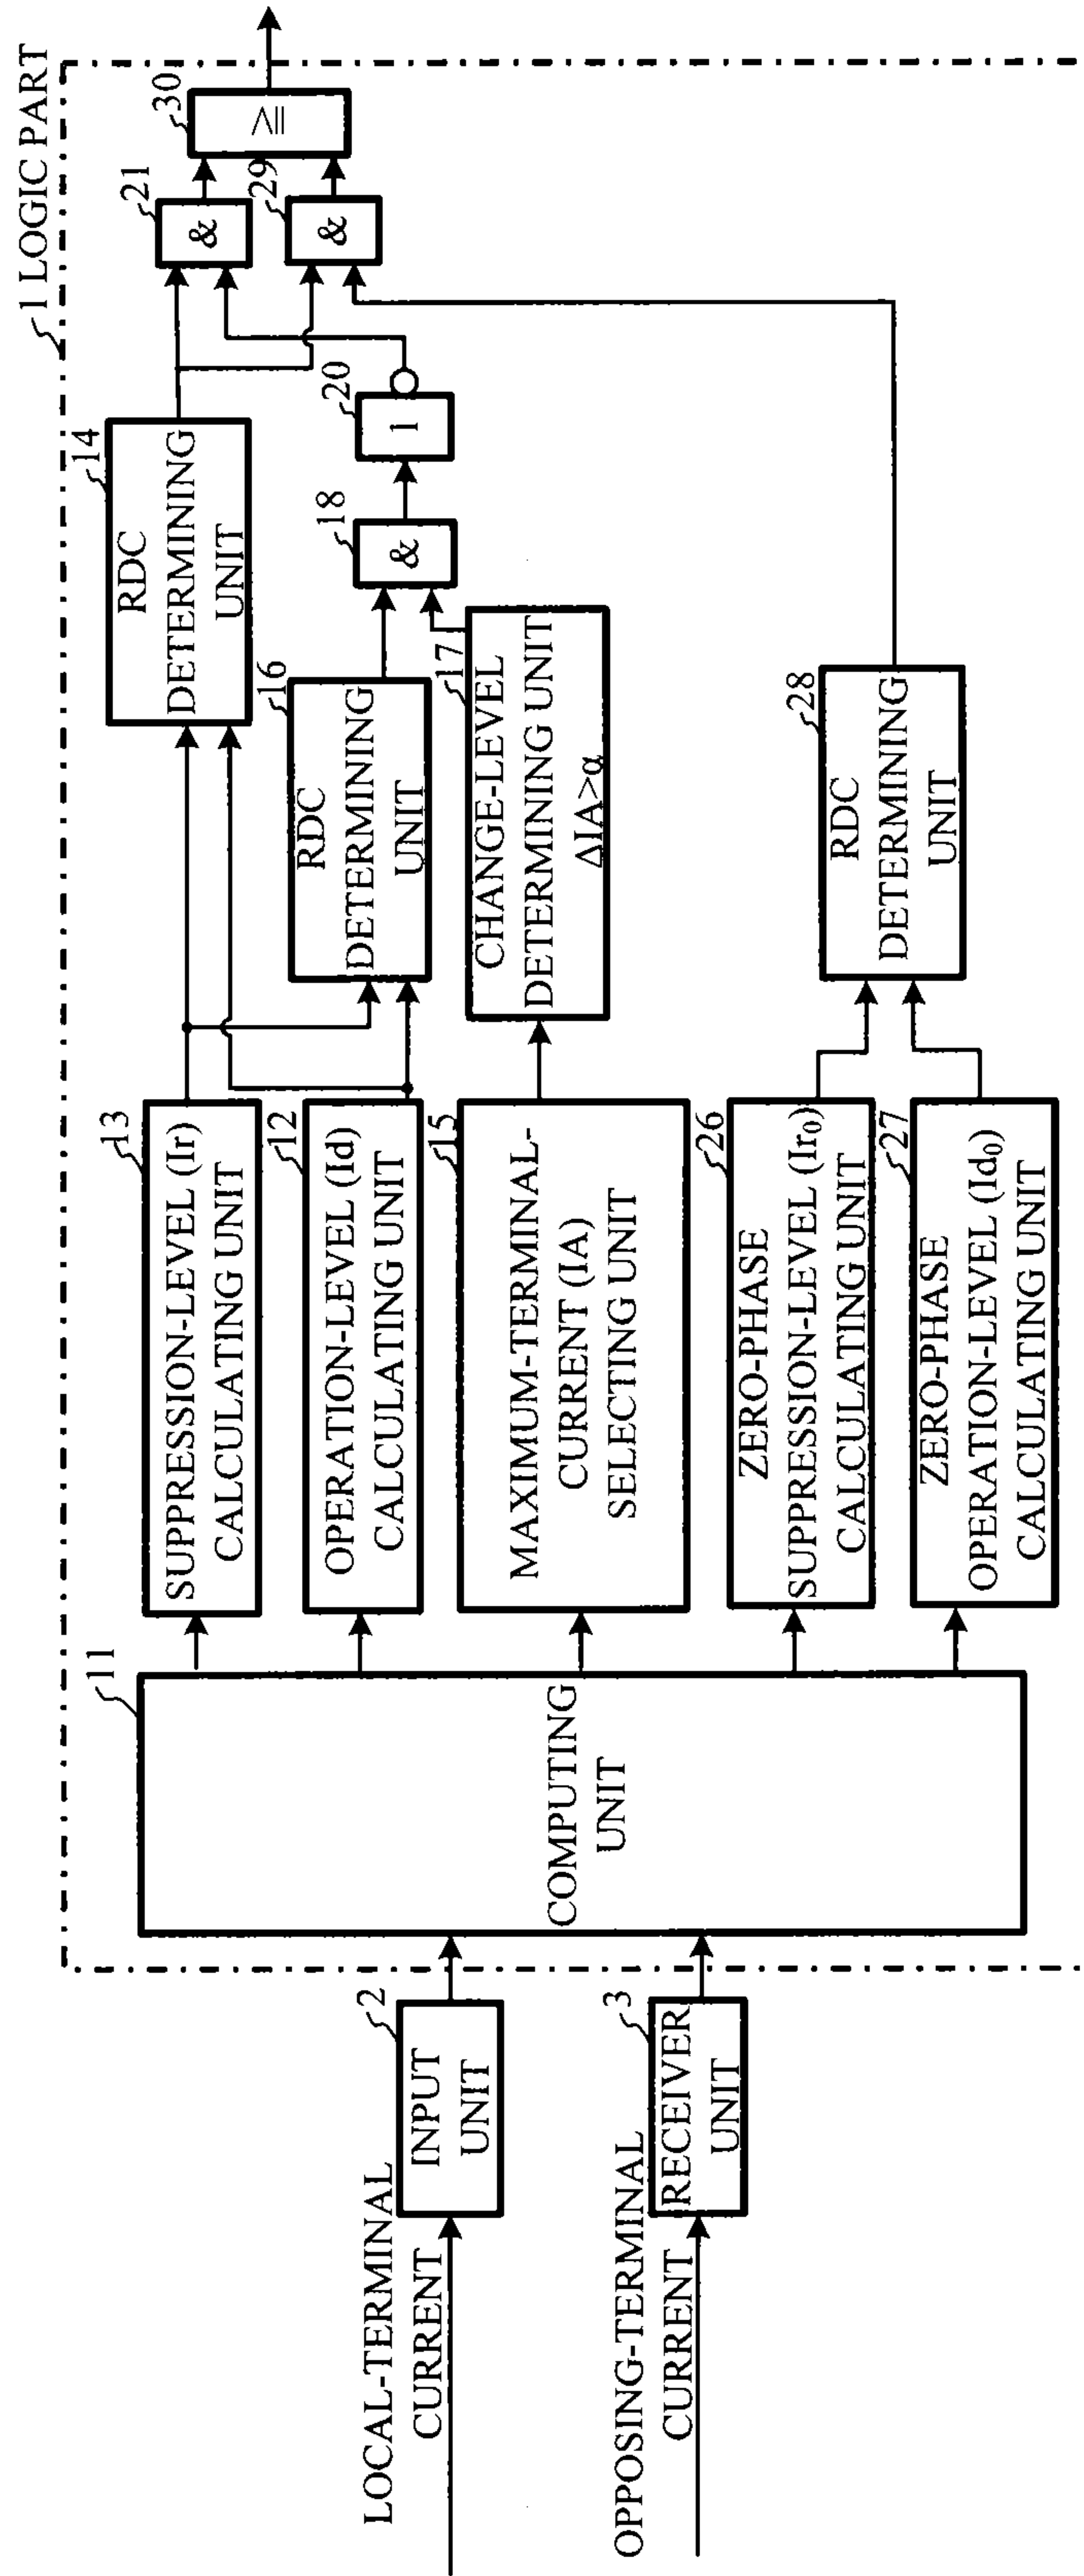 1 LOGIC PART
LOCAL-TERMINAL
CURRENT
2
INPUT
UNIT
OPPOSING-TERMINAL
CURRENT
3
RECEIVER
UNIT
11
COMPUTING
UNIT
13
SUPPRESSION-LEVEL (Ir)
CALCULATING UNIT
12
OPERATION-LEVEL (Id)
CALCULATING UNIT
15
MAXIMUM-TERMINAL-
CURRENT (IA)
SELECTING UNIT
26
ZERO-PHASE
SUPPRESSION-LEVEL (Ir₀)
CALCULATING UNIT
27
ZERO-PHASE
OPERATION-LEVEL (Id₀)
CALCULATING UNIT
14
RDC
DETERMINING
UNIT
16
RDC
DETERMINING
UNIT
17
CHANGE-LEVEL
DETERMINING UNIT
ΔIA>α
28
RDC
DETERMINING
UNIT
18
&
20
1
21
&
29
&
30
≧